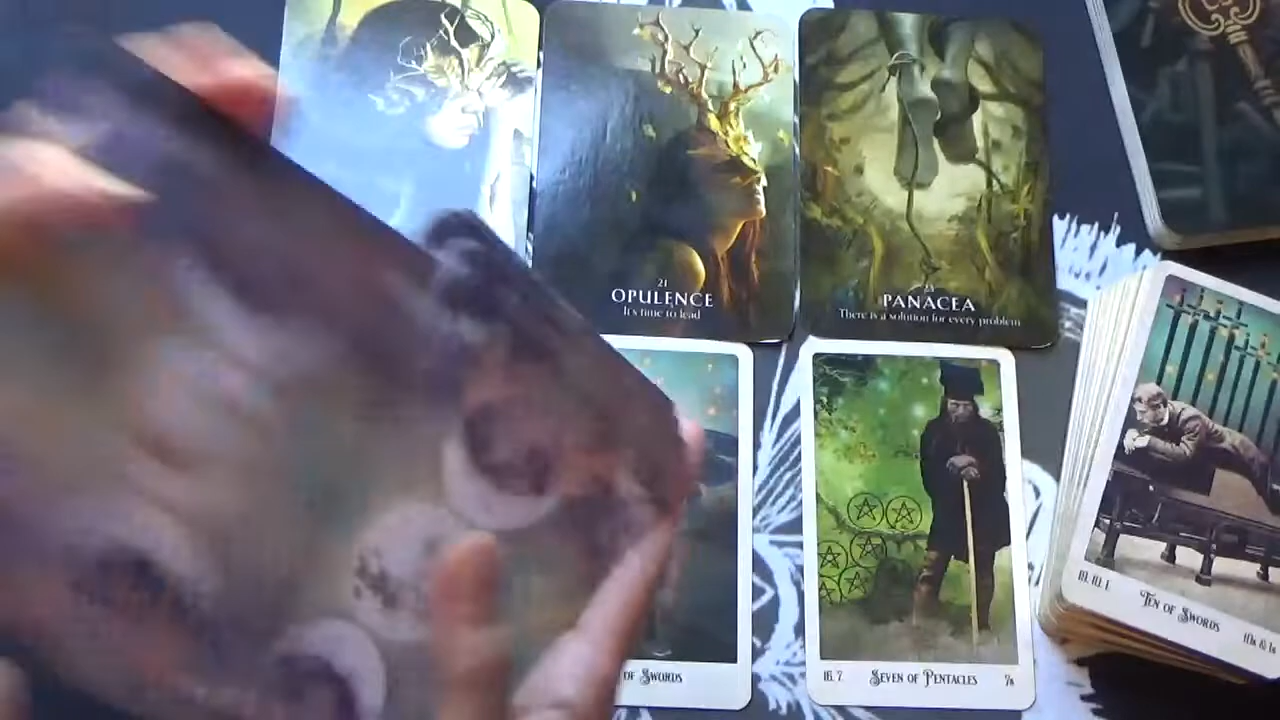 21
OPULENCE
It's time to lead
PANACEA
There is a solution for every problem
OF SWORDS
SEVEN OF PENTACLES
TEN OF SWORDS